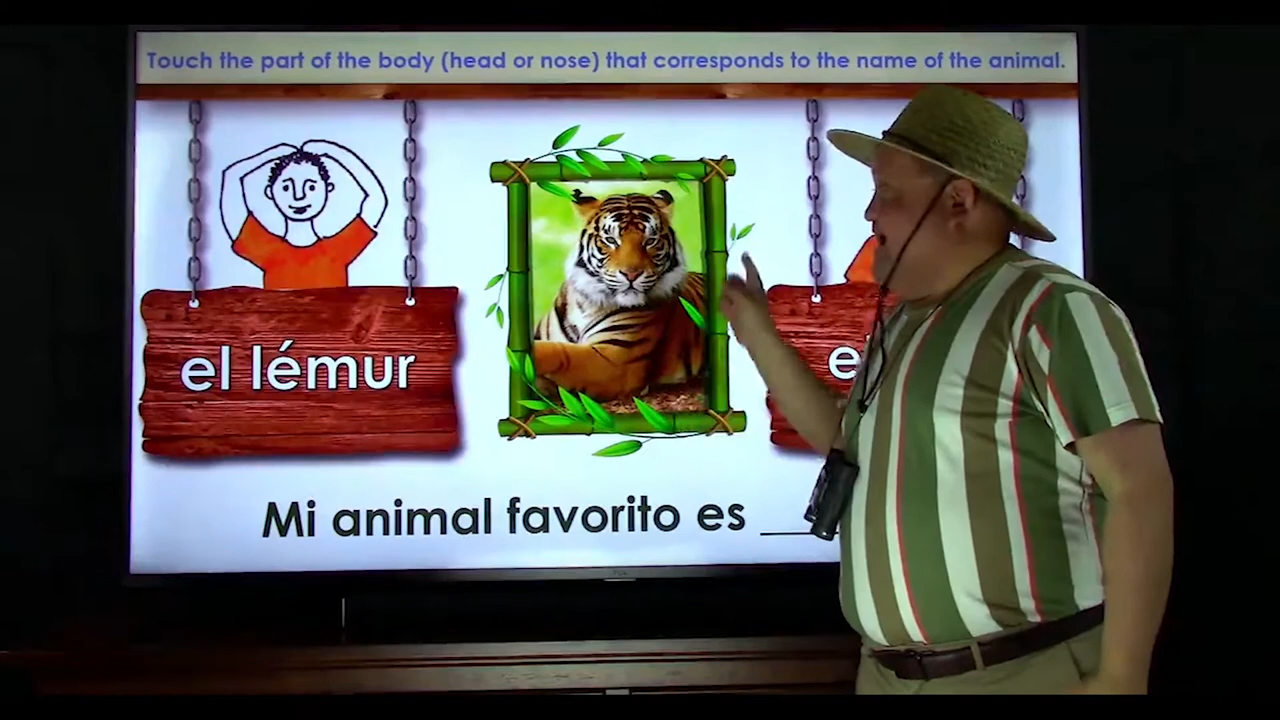 Touch the part of the body (head or nose) that corresponds to the name of the animal.
el lémur
Mi animal favorito es ___